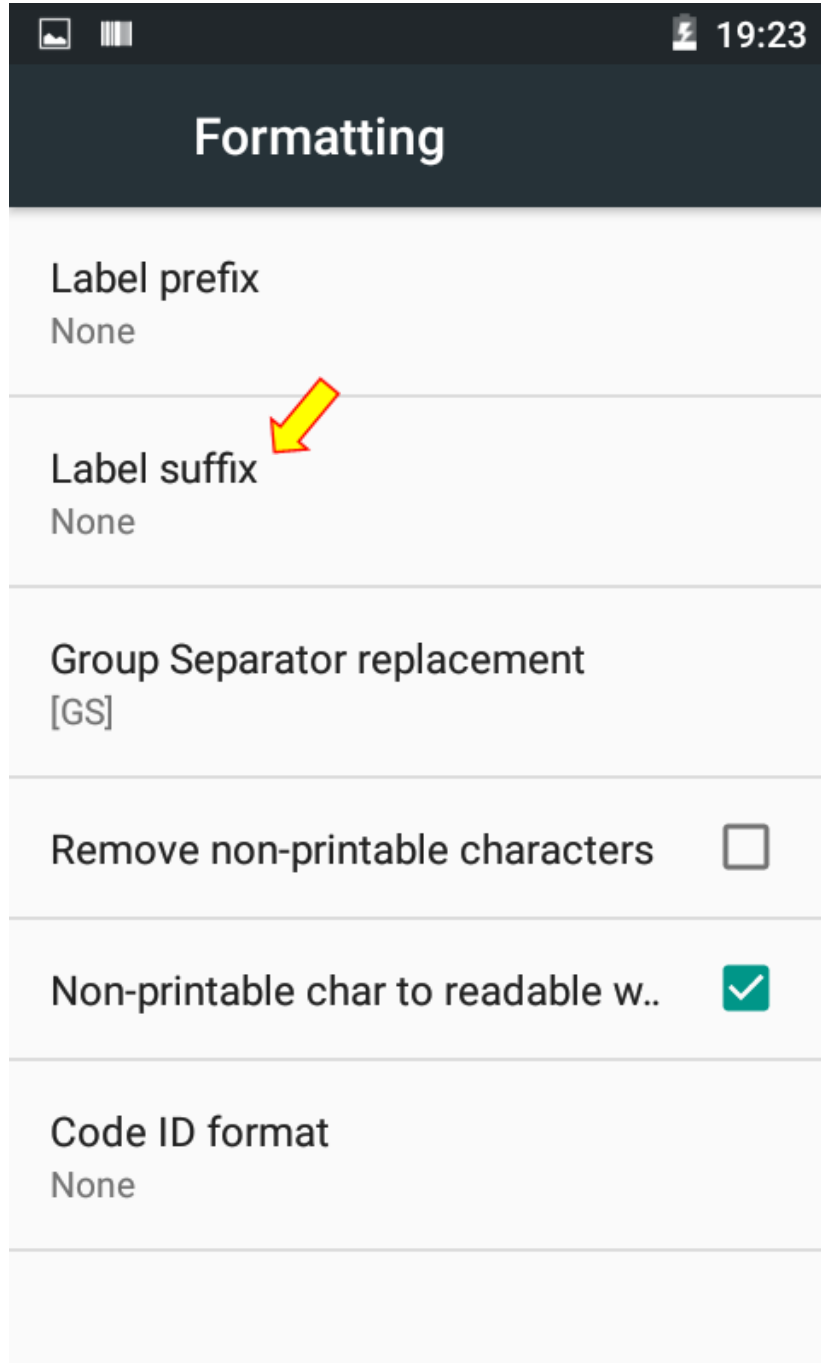 19:23
Formatting
Label prefix
None
Label suffix
None
Group Separator replacement
[GS]
Remove non-printable characters
Non-printable char to readable w..
Code ID format
None